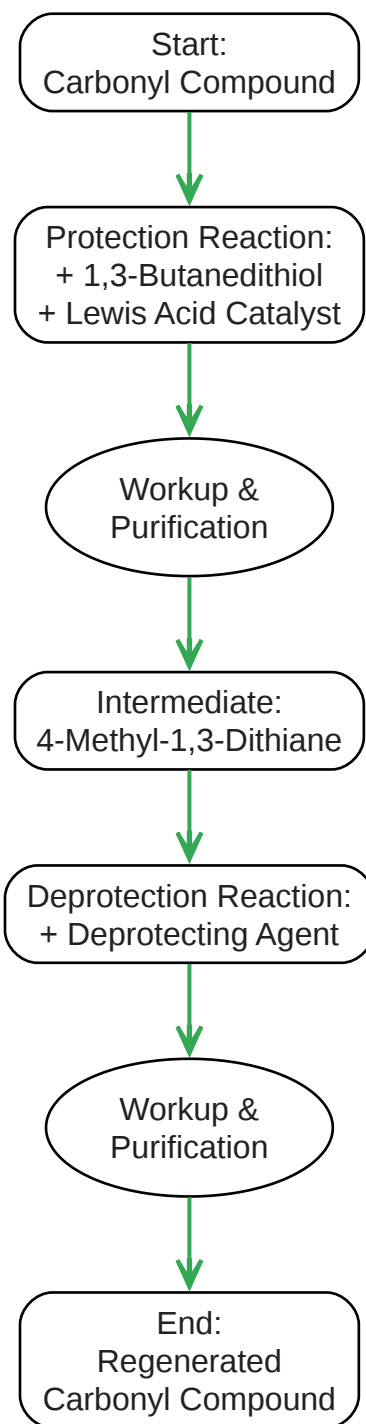 Start:
Carbonyl Compound
Protection Reaction:
+ 1,3-Butanedithiol
+ Lewis Acid Catalyst
Workup &
Purification
Intermediate:
4-Methyl-1,3-Dithiane
Deprotection Reaction:
+ Deprotecting Agent
Workup &
Purification
End:
Regenerated
Carbonyl Compound